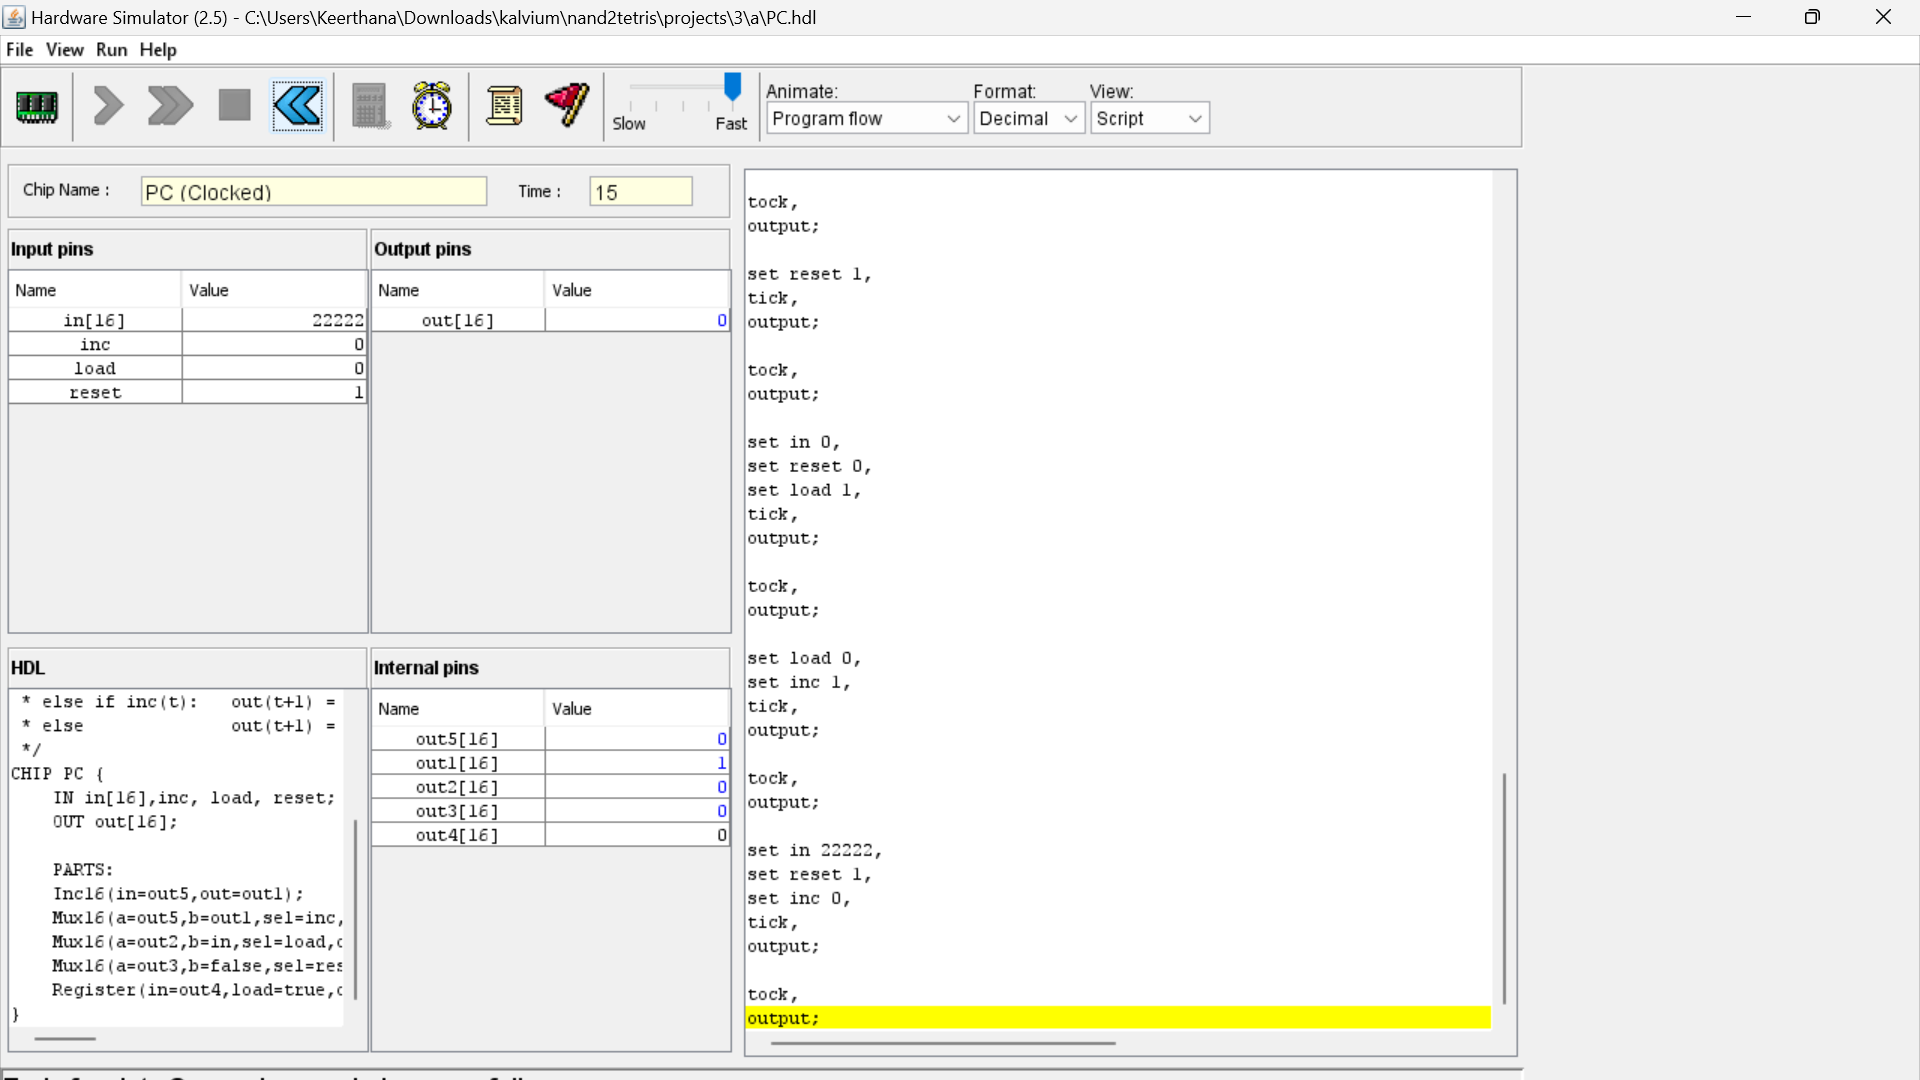 Hardware Simulator (2.5) - C:\Users\Keerthana\Downloads\kalvium\nand2tetris\projects\3\a\PC.hdl
File View Run Help
Slow Fast
Animate:
Program flow
Format:
Decimal
View:
Script
Chip Name :
PC (Clocked)
Time :
15
Input pins
Name Value
in[16] 22222
inc 0
load 0
reset 1
Output pins
Name Value
out[16] 0
HDL
* else if inc(t): out(t+1) =
* else out(t+1) =
*/
CHIP PC {
IN in[16],inc, load, reset;
OUT out[16];
PARTS:
Inc16(in=out5,out=out1);
Mux16(a=out5,b=out1,sel=inc,
Mux16(a=out2,b=in,sel=load,
Mux16(a=out3,b=false,sel=res
Register(in=out4,load=true,
}
Internal pins
Name Value
out5[16] 0
out1[16] 1
out2[16] 0
out3[16] 0
out4[16] 0
tock,
output;
set reset 1,
tick,
output;
tock,
output;
set in 0,
set reset 0,
set load 1,
tick,
output;
tock,
output;
set load 0,
set inc 1,
tick,
output;
tock,
output;
set in 22222,
set reset 1,
set inc 0,
tick,
output;
tock,
output;